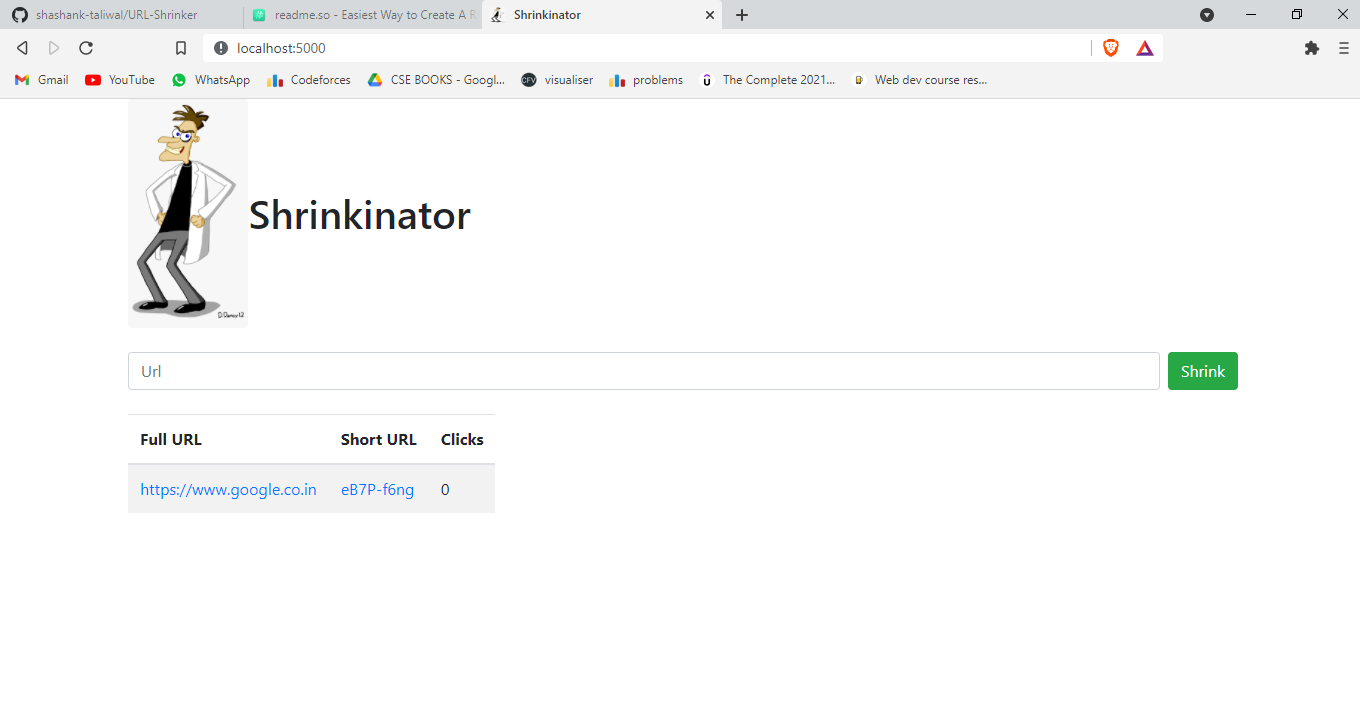 shashank-taliwal/URL-Shrinker readme.so - Easiest Way to Create A R Shrinkinator
localhost:5000
Gmail YouTube WhatsApp Codeforces CSE BOOKS - Googl... CFV visualiser problems The Complete 2021... Web dev course res...
Shrinkinator
Url Shrink
Full URL Short URL Clicks
https://www.google.co.in eB7P-f6ng 0